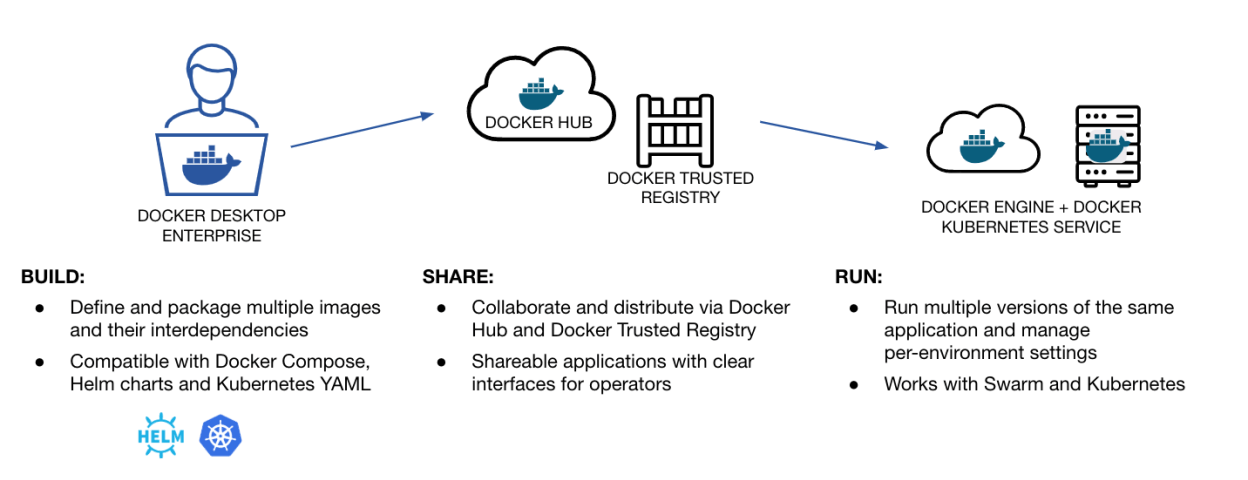 DOCKER HUB
DOCKER TRUSTED
REGISTRY
DOCKER DESKTOP
ENTERPRISE
DOCKER ENGINE + DOCKER
KUBERNETES SERVICE
BUILD:
● Define and package multiple images
and their interdependencies
● Compatible with Docker Compose,
Helm charts and Kubernetes YAML
HELM
SHARE:
● Collaborate and distribute via Docker
Hub and Docker Trusted Registry
● Shareable applications with clear
interfaces for operators
RUN:
● Run multiple versions of the same
application and manage
per-environment settings
● Works with Swarm and Kubernetes